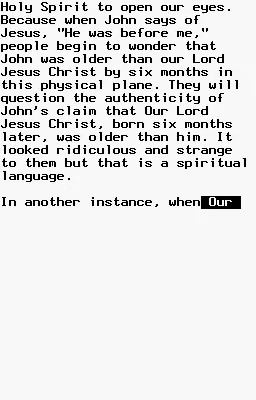 Holy Spirit to open our eyes.
Because when John says of
Jesus, "He was before me,"
people begin to wonder that
John was older than our Lord
Jesus Christ by six months in
this physical plane. They will
question the authenticity of
John's claim that Our Lord
Jesus Christ, born six months
later, was older than him. It
looked ridiculous and strange
to them but that is a spiritual
language.

In another instance, when Our